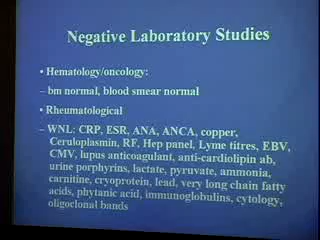 Negative Laboratory Studies
• Hematology/oncology:
– bm normal, blood smear normal
• Rheumatological
– WNL: CRP, ESR, ANA, ANCA, copper,
Ceruloplasmin, RF, Hep panel, Lyme titres, EBV,
CMV, lupus anticoagulant, anti-cardiolipin ab,
urine porphyrins, lactate, pyruvate, ammonia,
carnitine, cryoprotein, lead, very long chain fatty
acids, phytanic acid, immunoglobulins, cytology,
oligoclonal bands